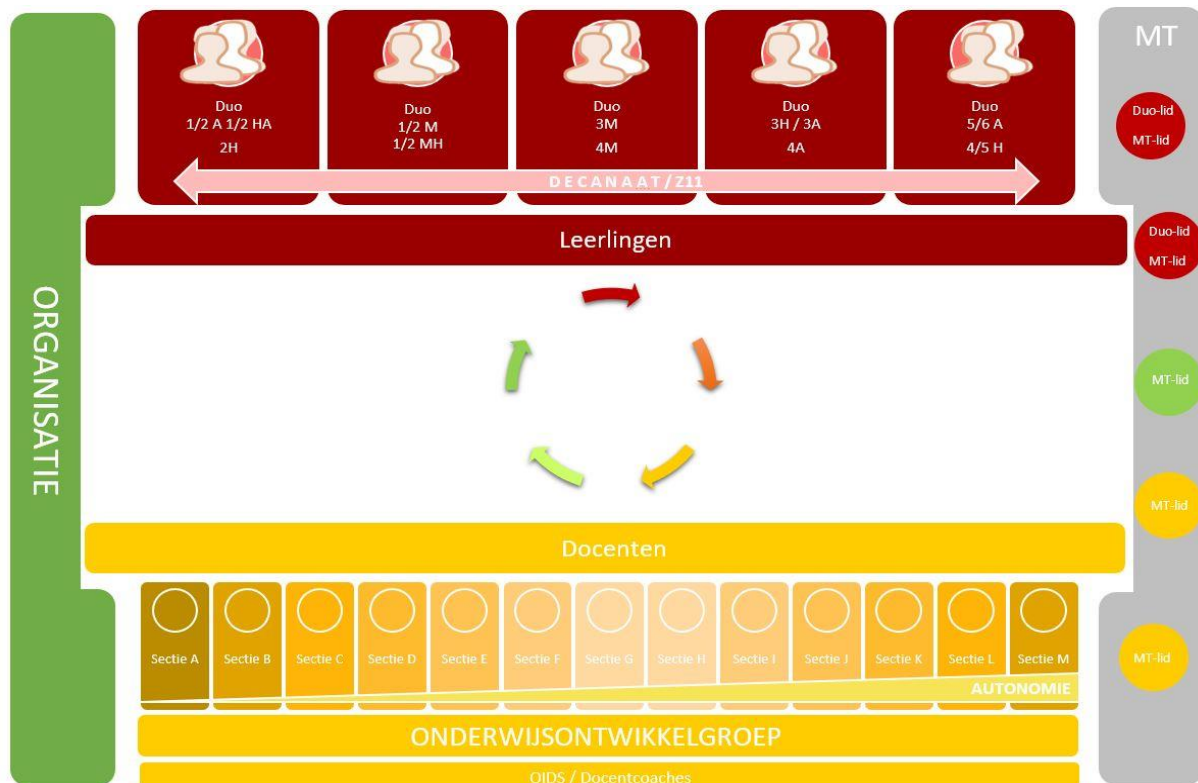 MT
Duo
1/2 A 1/2 HA
2H
Duo
1/2 M
1/2 MH
Duo
3M
4M
Duo
3H / 3A
4A
Duo
5/6 A
4/5 H
Duo-lid
MT-lid
DECANAAT / Z11
Leerlingen
Duo-lid
MT-lid
ORGANISATIE
MT-lid
MT-lid
Docenten
Sectie A
Sectie B
Sectie C
Sectie D
Sectie E
Sectie F
Sectie G
Sectie H
Sectie I
Sectie J
Sectie K
Sectie L
Sectie M
MT-lid
AUTONOMIE
ONDERWIJSONTWIKKELGROEP
OIDS / Docentcoaches